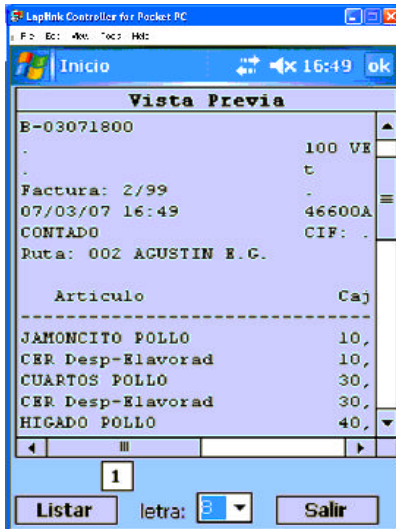 Laplink Controller for Pocket PC
Help
Inicio 16:49 ok
Vista Previa
B-03071800
. 100 VE
. t
Factura: 2/99 .
07/03/07 16:49 46600A
CONTADO CIF: .
Ruta: 002 AGUSTIN E.G.
Articulo Caj
JAMONCITO POLLO 10,
CER Desp-Elavorad 10,
CUARTOS POLLO 30,
CER Desp-Elavorad 30,
HIGADO POLLO 40,
1
Listar letra: 8 Salir